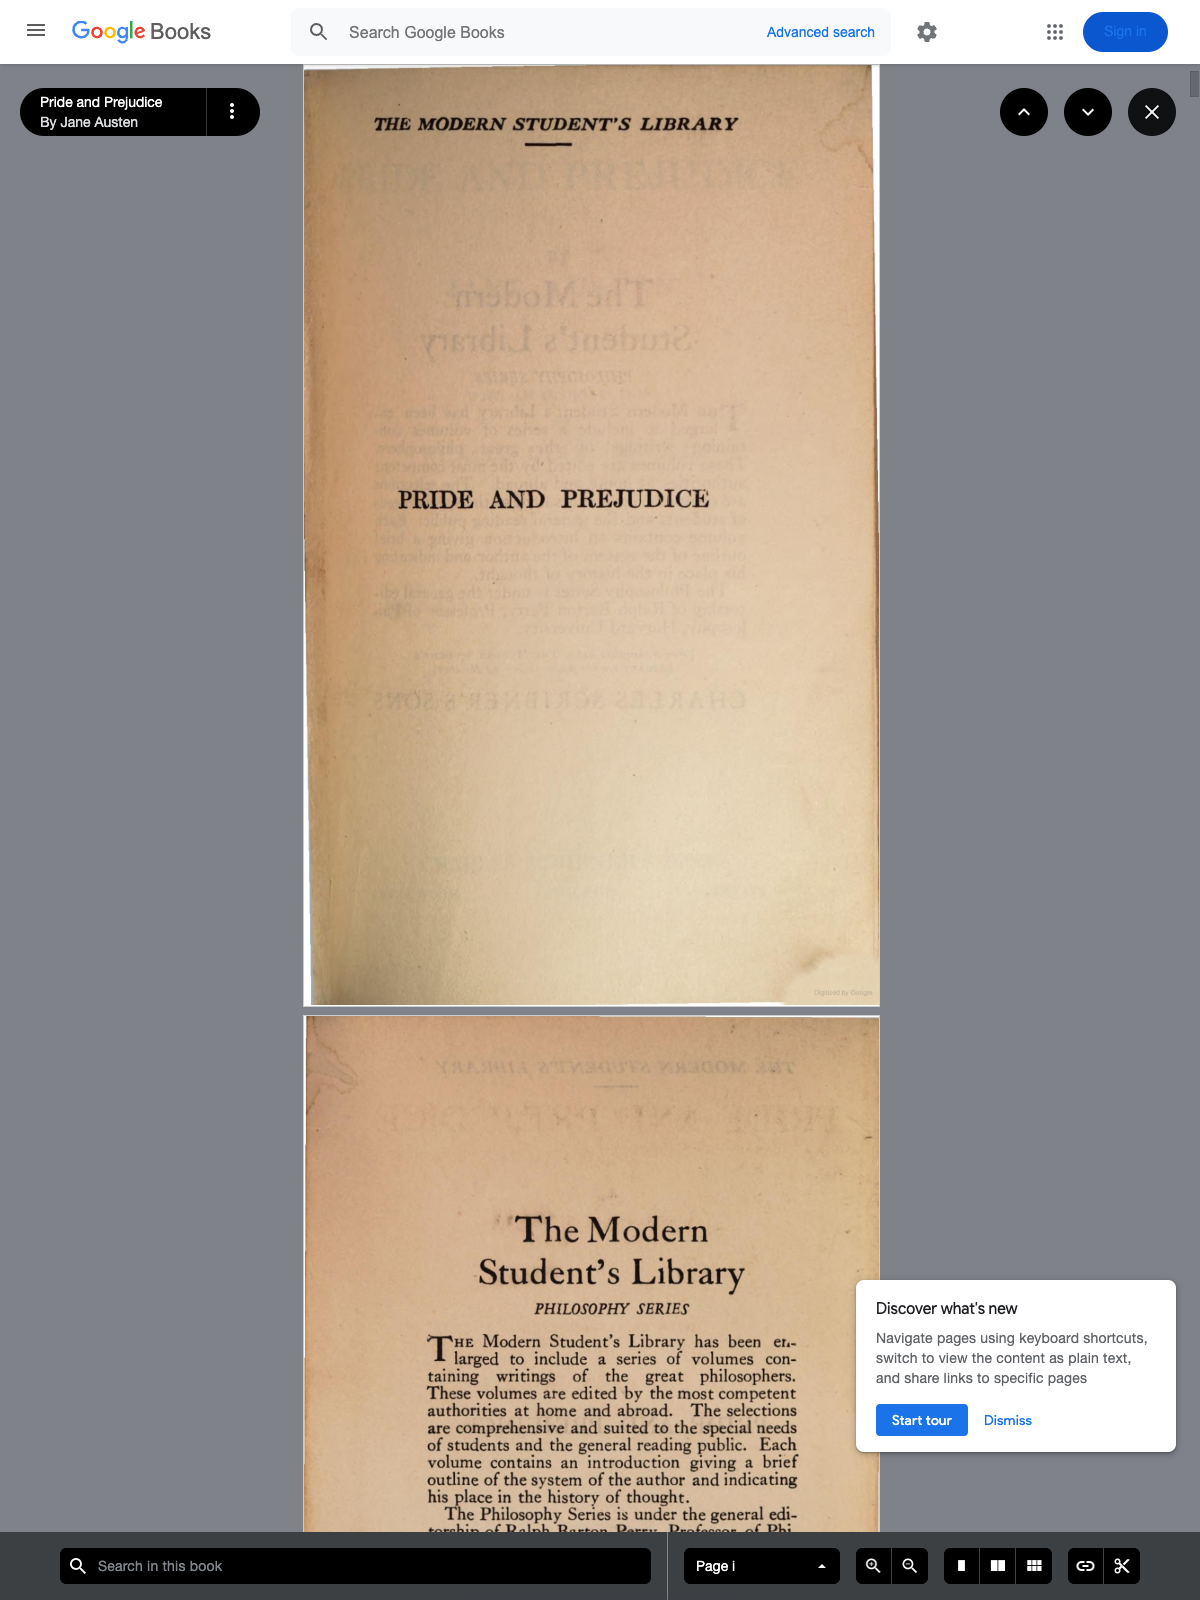 Google Books
Search Google Books
Advanced search
Sign in
Pride and Prejudice
By Jane Austen
THE MODERN STUDENT'S LIBRARY
PRIDE AND PREJUDICE
Digitized by Google
The Modern
Student's Library
PHILOSOPHY SERIES
THE Modern Student's Library has been en-
larged to include a series of volumes con-
taining writings of the great philosophers.
These volumes are edited by the most competent
authorities at home and abroad. The selections
are comprehensive and suited to the special needs
of students and the general reading public. Each
volume contains an introduction giving a brief
outline of the system of the author and indicating
his place in the history of thought.
The Philosophy Series is under the general edi-
torship of Ralph Barton Perry, Professor of Phi-
Discover what's new
Navigate pages using keyboard shortcuts,
switch to view the content as plain text,
and share links to specific pages
Start tour
Dismiss
Search in this book
Page i